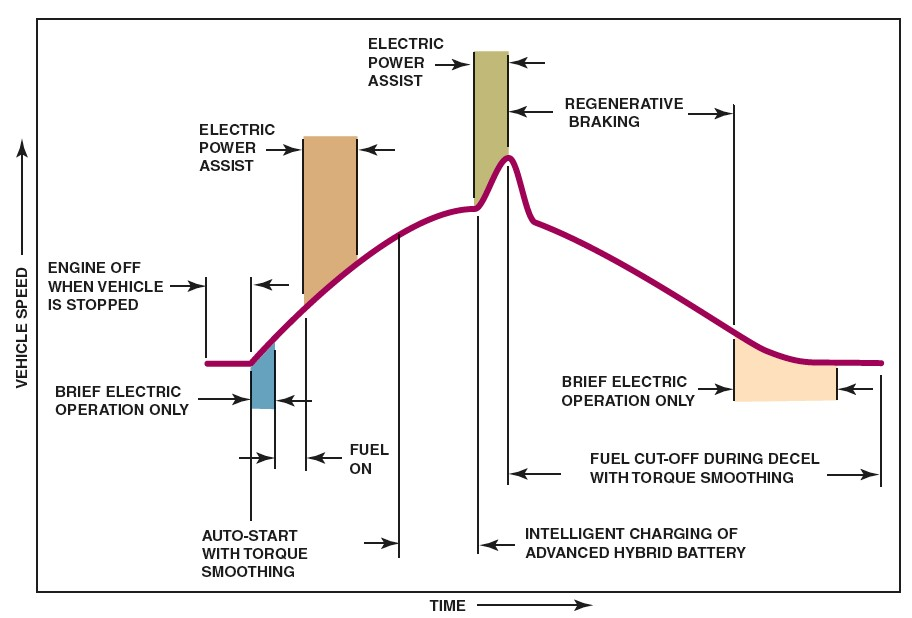 ELECTRIC
POWER
ASSIST
REGENERATIVE
BRAKING
ELECTRIC
POWER
ASSIST
ENGINE OFF
WHEN VEHICLE
IS STOPPED
VEHICLE SPEED
BRIEF ELECTRIC
OPERATION ONLY
BRIEF ELECTRIC
OPERATION ONLY
FUEL
ON
FUEL CUT-OFF DURING DECEL
WITH TORQUE SMOOTHING
AUTO-START
WITH TORQUE
SMOOTHING
INTELLIGENT CHARGING OF
ADVANCED HYBRID BATTERY
TIME